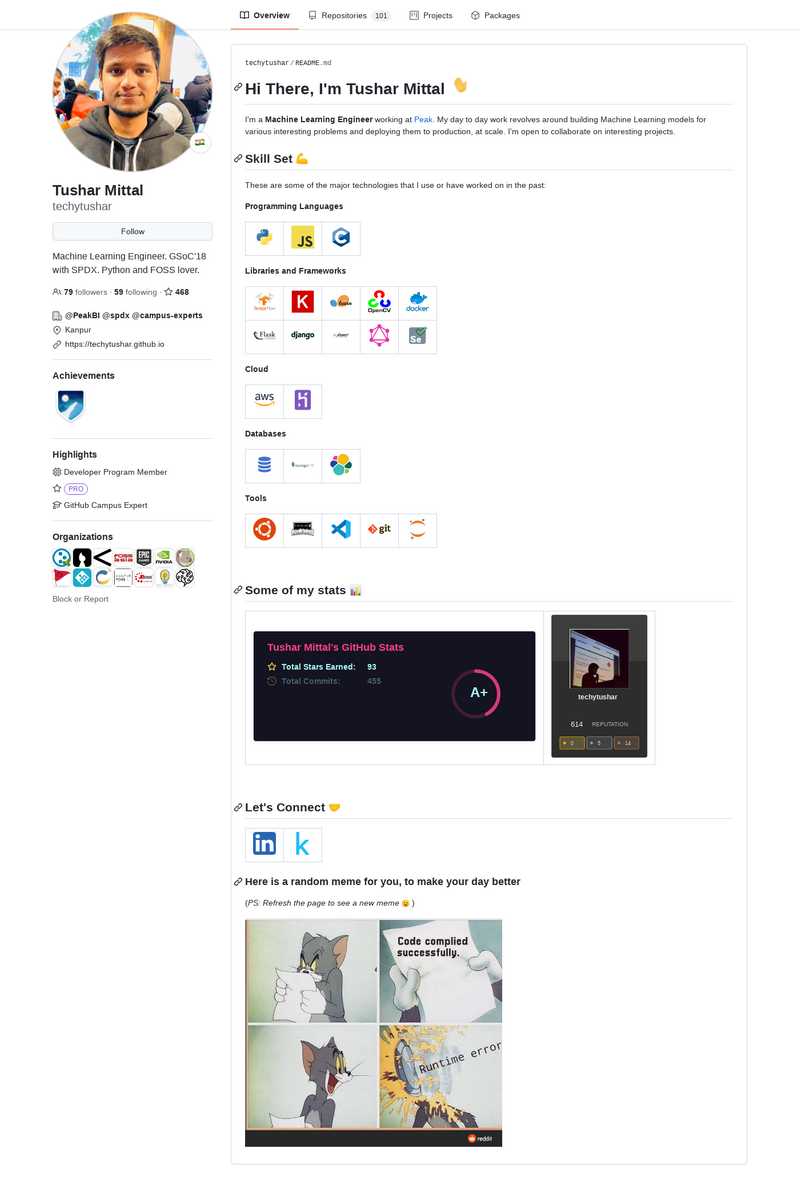 Overview
Repositories 101
Projects
Packages
Tushar Mittal
techytushar
Follow
Machine Learning Engineer. GSoC'18
with SPDX. Python and FOSS lover.
79 followers · 59 following · 468
@PeakBI @spdx @campus-experts
Kanpur
https://techytushar.github.io
Achievements
Highlights
Developer Program Member
PRO
GitHub Campus Expert
Organizations
Block or Report
techytushar / README.md
Hi There, I'm Tushar Mittal
I'm a Machine Learning Engineer working at Peak. My day to day work revolves around building Machine Learning models for
various interesting problems and deploying them to production, at scale. I'm open to collaborate on interesting projects.
Skill Set
These are some of the major technologies that I use or have worked on in the past:
Programming Languages
JS
C
Libraries and Frameworks
K
OpenCV
docker
Flask
django
Se
Cloud
aws
Databases
Tools
git
Some of my stats
Tushar Mittal's GitHub Stats
Total Stars Earned: 93
Total Commits: 455
A+
techytushar
614 REPUTATION
0 5 14
Let's Connect
in
k
Here is a random meme for you, to make your day better
(PS: Refresh the page to see a new meme )
Code complied
successfully.
Runtime error
reddit